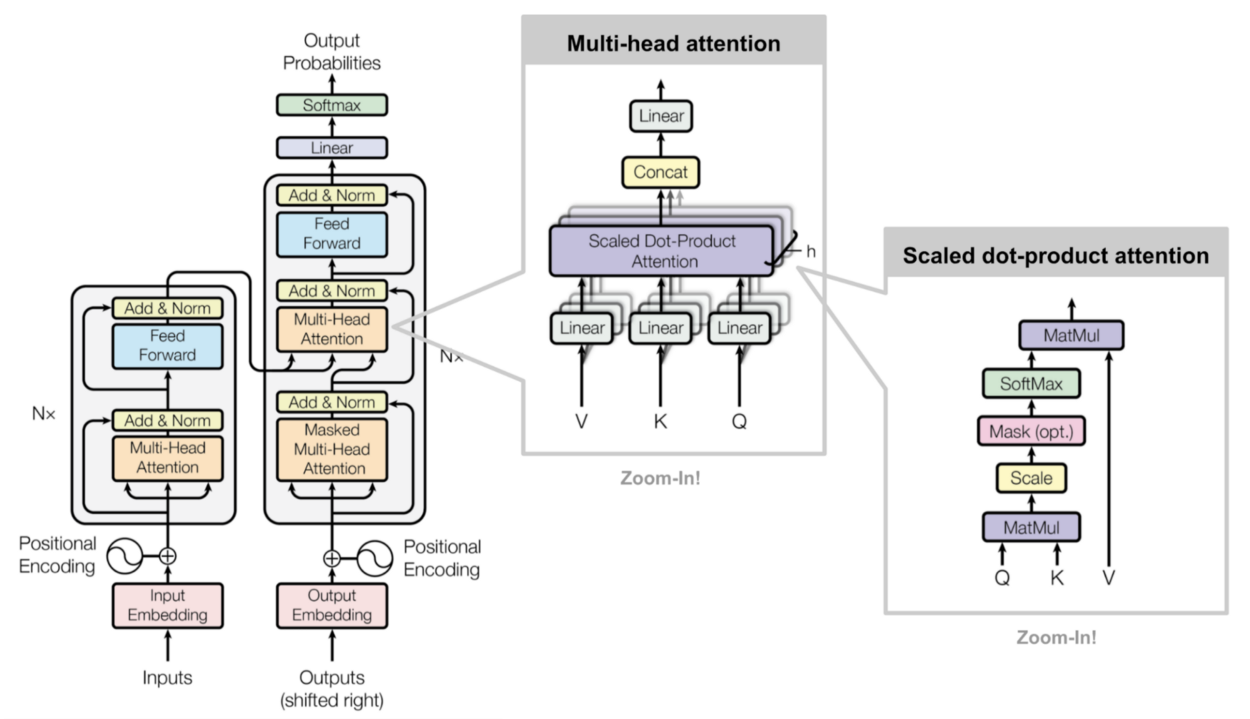 Output
Probabilities
Softmax
Linear
Add & Norm
Feed
Forward
Add & Norm
Multi-Head
Attention
Nx
Add & Norm
Masked
Multi-Head
Attention
Add & Norm
Feed
Forward
Nx
Add & Norm
Multi-Head
Attention
Positional
Encoding
Positional
Encoding
Input
Embedding
Output
Embedding
Inputs
Outputs
(shifted right)
Multi-head attention
Linear
Concat
Scaled Dot-Product
Attention
h
Linear
Linear
Linear
V
K
Q
Zoom-In!
Scaled dot-product attention
MatMul
SoftMax
Mask (opt.)
Scale
MatMul
Q
K
V
Zoom-In!